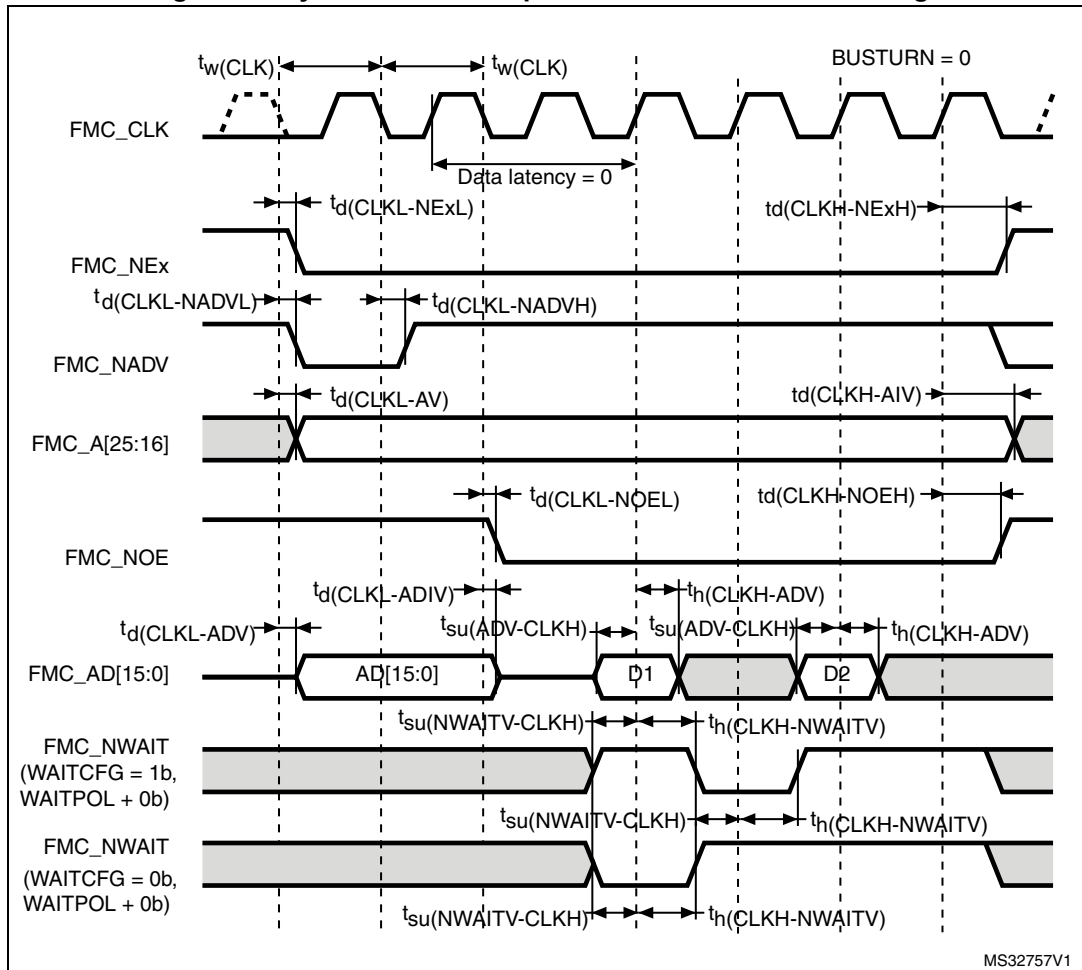 BUSTURN = 0
tw(CLK) tw(CLK)
FMC_CLK
Data latency = 0
td(CLKL-NExL) td(CLKH-NExH)
FMC_NEx
td(CLKL-NADVL) td(CLKL-NADVH)
FMC_NADV
td(CLKL-AV) td(CLKH-AIV)
FMC_A[25:16]
td(CLKL-NOEL) td(CLKH-NOEH)
FMC_NOE
td(CLKL-ADIV) th(CLKH-ADV)
td(CLKL-ADV) tsu(ADV-CLKH) tsu(ADV-CLKH) th(CLKH-ADV)
FMC_AD[15:0] AD[15:0] D1 D2
tsu(NWAITV-CLKH) th(CLKH-NWAITV)
FMC_NWAIT
(WAITCFG = 1b,
WAITPOL + 0b)
tsu(NWAITV-CLKH) th(CLKH-NWAITV)
FMC_NWAIT
(WAITCFG = 0b,
WAITPOL + 0b)
tsu(NWAITV-CLKH) th(CLKH-NWAITV)
MS32757V1